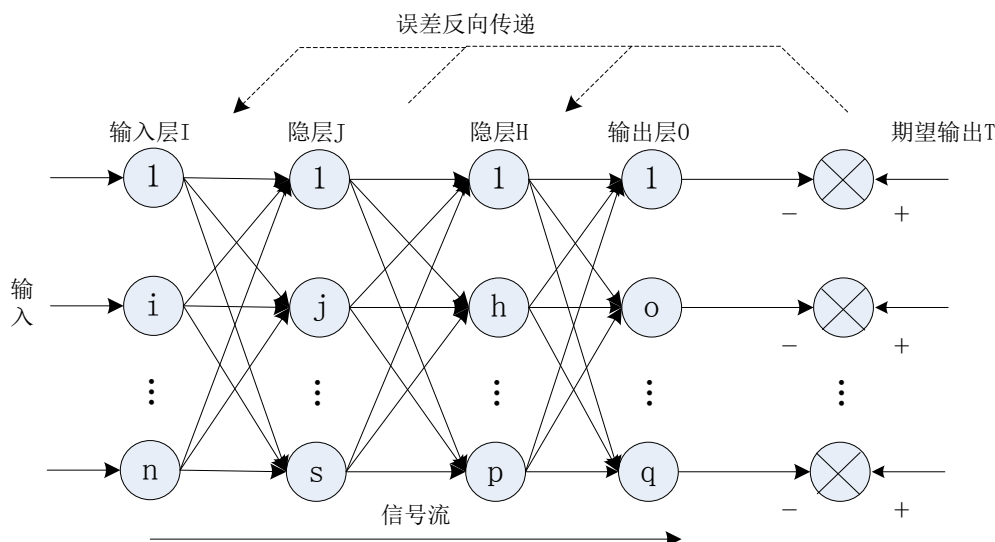 误差反向传递
输入层I 隐层J 隐层H 输出层O 期望输出T
1 1 1 1
- +
输入
i j h o
- +
⋮ ⋮ ⋮ ⋮ ⋮
n s p q
- +
信号流